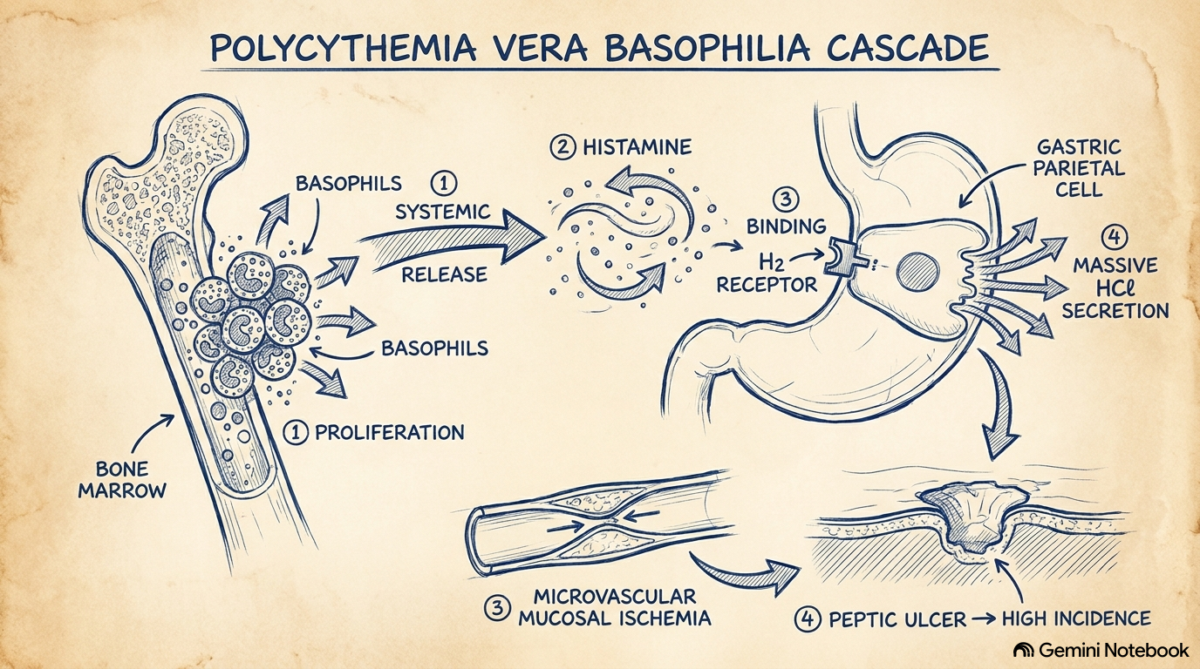 POLYCYTHEMIA VERA BASOPHILIA CASCADE
BASOPHILS
① SYSTEMIC
RELEASE
② HISTAMINE
③
BINDING
H₂
RECEPTOR
GASTRIC
PARIETAL
CELL
④
MASSIVE
HCl
SECRETION
BASOPHILS
① PROLIFERATION
BONE
MARROW
③ MICROVASCULAR
MUCOSAL ISCHEMIA
④ PEPTIC ULCER → HIGH INCIDENCE
Gemini Notebook